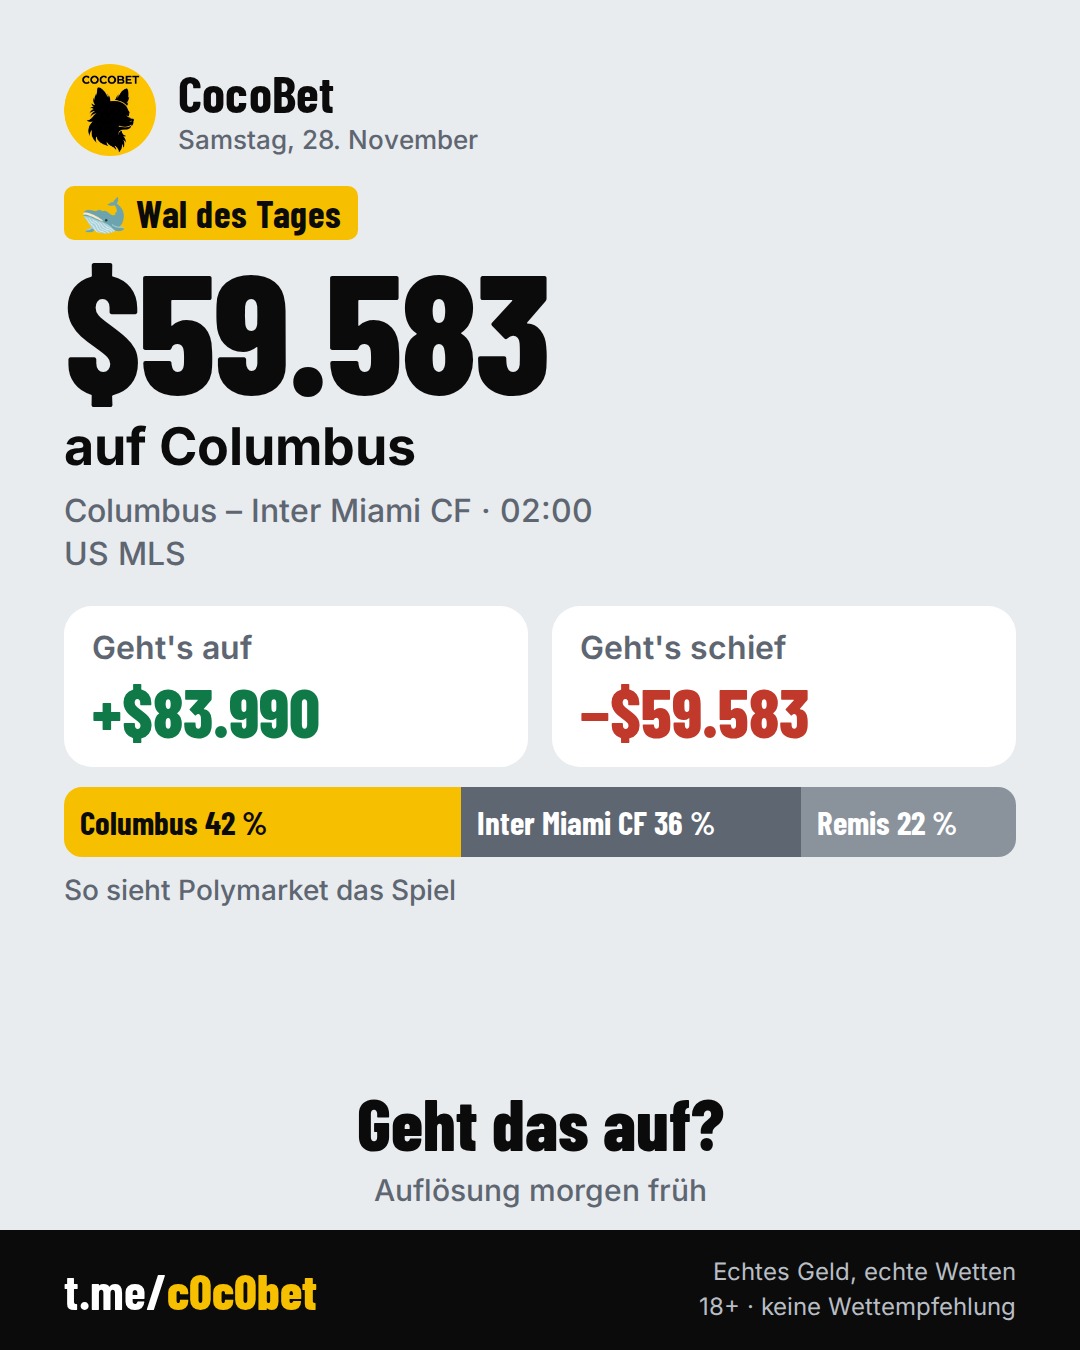 COCOBET
CocoBet
Samstag, 28. November
🐋 Wal des Tages
$59.583
auf Columbus
Columbus – Inter Miami CF · 02:00
US MLS
Geht's auf
+$83.990
Geht's schief
–$59.583
Columbus 42 %
Inter Miami CF 36 %
Remis 22 %
So sieht Polymarket das Spiel
Geht das auf?
Auflösung morgen früh
t.me/c0c0bet
Echtes Geld, echte Wetten
18+ · keine Wettempfehlung